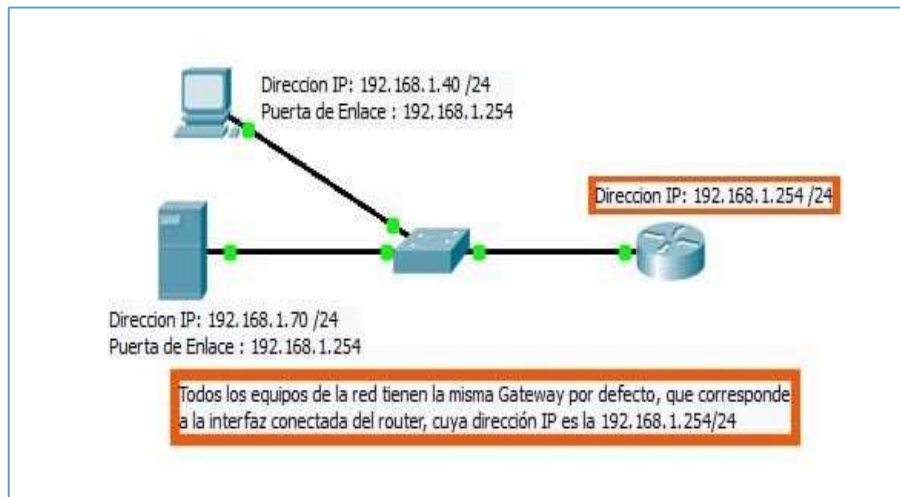 Direccion IP: 192.168.1.40 /24
Puerta de Enlace : 192.168.1.254
Direccion IP: 192.168.1.254 /24
Direccion IP: 192.168.1.70 /24
Puerta de Enlace : 192.168.1.254
Todos los equipos de la red tienen la misma Gateway por defecto, que corresponde
a la interfaz conectada del router, cuya dirección IP es la 192.168.1.254/24